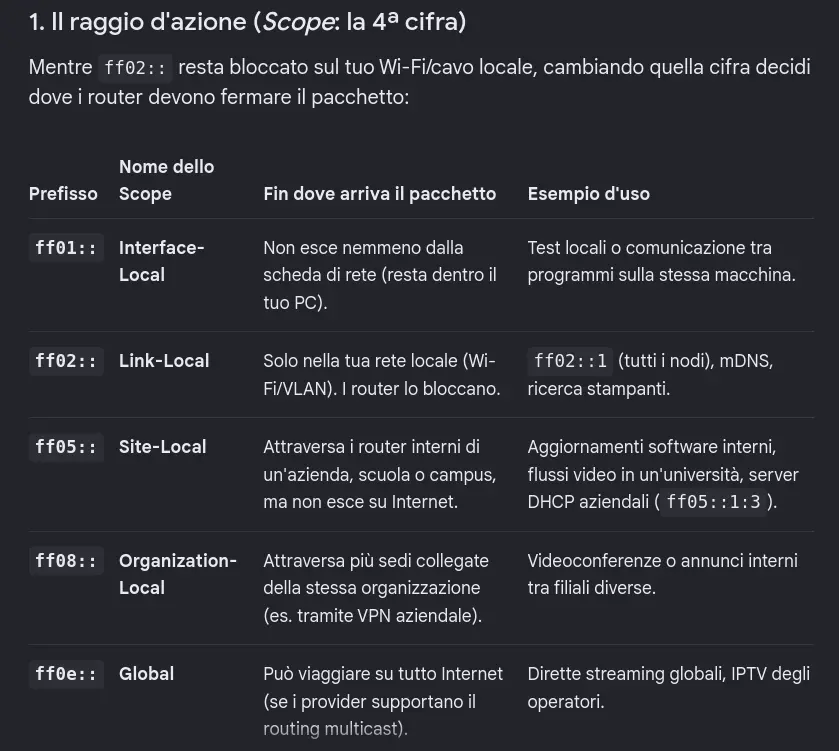 1. Il raggio d'azione (Scope: la 4ª cifra)
Mentre ff02:: resta bloccato sul tuo Wi-Fi/cavo locale, cambiando quella cifra decidi
dove i router devono fermare il pacchetto:
Nome dello
Prefisso Scope Fin dove arriva il pacchetto Esempio d'uso
ff01:: Interface- Non esce nemmeno dalla Test locali o comunicazione tra
Local scheda di rete (resta dentro il programmi sulla stessa macchina.
tuo PC).
ff02:: Link-Local Solo nella tua rete locale (Wi- ff02::1 (tutti i nodi), mDNS,
Fi/VLAN). I router lo bloccano. ricerca stampanti.
ff05:: Site-Local Attraversa i router interni di Aggiornamenti software interni,
un'azienda, scuola o campus, flussi video in un'università, server
ma non esce su Internet. DHCP aziendali ( ff05::1:3 ).
ff08:: Organization- Attraversa più sedi collegate Videoconferenze o annunci interni
Local della stessa organizzazione tra filiali diverse.
(es. tramite VPN aziendale).
ff0e:: Global Può viaggiare su tutto Internet Dirette streaming globali, IPTV degli
(se i provider supportano il operatori.
routing multicast).